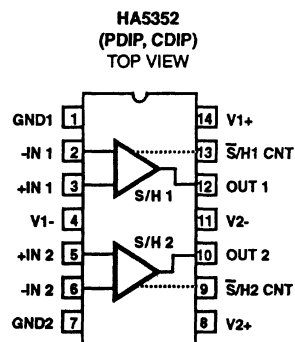 HA5352
(PDIP, CDIP)
TOP VIEW
GND1 1 14 V1+
-IN 1 2 13 S̅/H1 CNT
+IN 1 3 12 OUT 1
S/H 1
V1- 4 11 V2-
S/H 2
+IN 2 5 10 OUT 2
-IN 2 6 9 S̅/H2 CNT
GND2 7 8 V2+